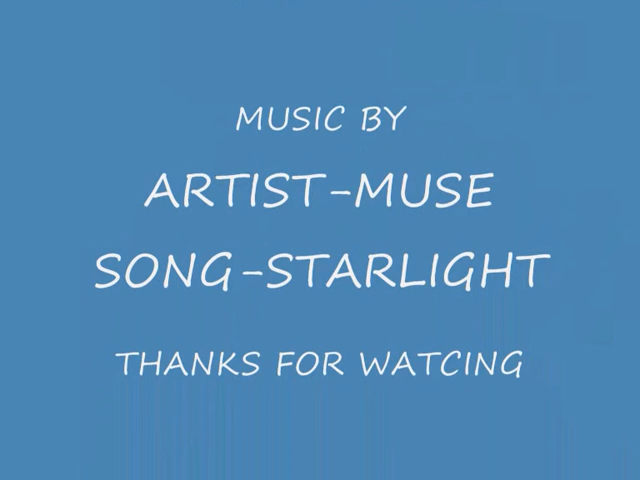 MUSIC BY
ARTIST-MUSE
SONG-STARLIGHT
THANKS FOR WATCING